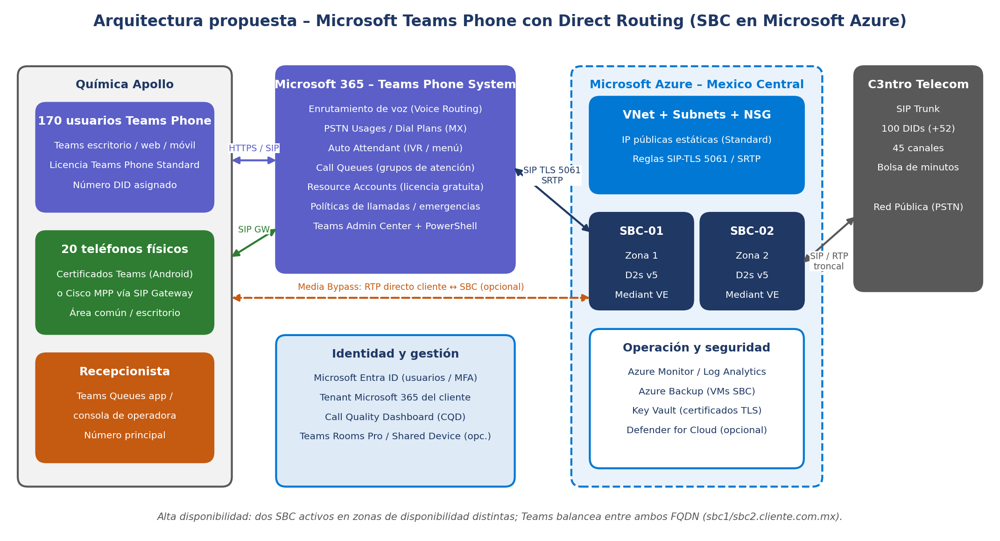 Arquitectura propuesta – Microsoft Teams Phone con Direct Routing (SBC en Microsoft Azure)
Química Apollo
170 usuarios Teams Phone
Teams escritorio / web / móvil
Licencia Teams Phone Standard
Número DID asignado
20 teléfonos físicos
Certificados Teams (Android)
o Cisco MPP vía SIP Gateway
Área común / escritorio
Recepcionista
Teams Queues app /
consola de operadora
Número principal
HTTPS / SIP
SIP GW
Microsoft 365 – Teams Phone System
Enrutamiento de voz (Voice Routing)
PSTN Usages / Dial Plans (MX)
Auto Attendant (IVR / menú)
Call Queues (grupos de atención)
Resource Accounts (licencia gratuita)
Políticas de llamadas / emergencias
Teams Admin Center + PowerShell
Media Bypass: RTP directo cliente ↔ SBC (opcional)
Identidad y gestión
Microsoft Entra ID (usuarios / MFA)
Tenant Microsoft 365 del cliente
Call Quality Dashboard (CQD)
Teams Rooms Pro / Shared Device (opc.)
SIP TLS 5061
SRTP
Microsoft Azure – Mexico Central
VNet + Subnets + NSG
IP públicas estáticas (Standard)
Reglas SIP-TLS 5061 / SRTP
SBC-01
Zona 1
D2s v5
Mediant VE
SBC-02
Zona 2
D2s v5
Mediant VE
Operación y seguridad
Azure Monitor / Log Analytics
Azure Backup (VMs SBC)
Key Vault (certificados TLS)
Defender for Cloud (opcional)
SIP / RTP
troncal
C3ntro Telecom
SIP Trunk
100 DIDs (+52)
45 canales
Bolsa de minutos
Red Pública (PSTN)
Alta disponibilidad: dos SBC activos en zonas de disponibilidad distintas; Teams balancea entre ambos FQDN (sbc1/sbc2.cliente.com.mx).